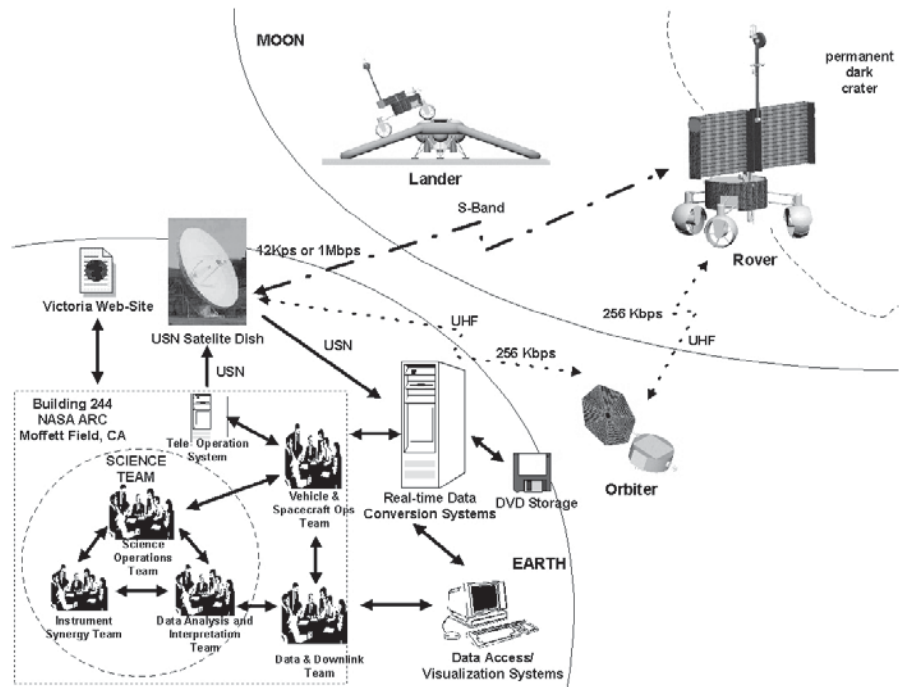 MOON
permanent
dark
crater
Lander
S-Band
Rover
42Kps or 1Mbps
Victoria Web-Site
USN Satelite Dish
256 Kbps
UHF
UHF
256 Kbps
USN
USN
Building 244
NASA ARC
Moffett Field, CA
Tele Operation
System
Orbiter
SCIENCE
TEAM
Vehicle &
Spacecraft Ops
Team
Real-time Data
Conversion Systems
DVD Storage
Science
Operations
Team
EARTH
Instrument
Synergy Team
Data Analysis and
Interpretation
Team
Data & Downlink
Team
Data Access/
Visualization Systems